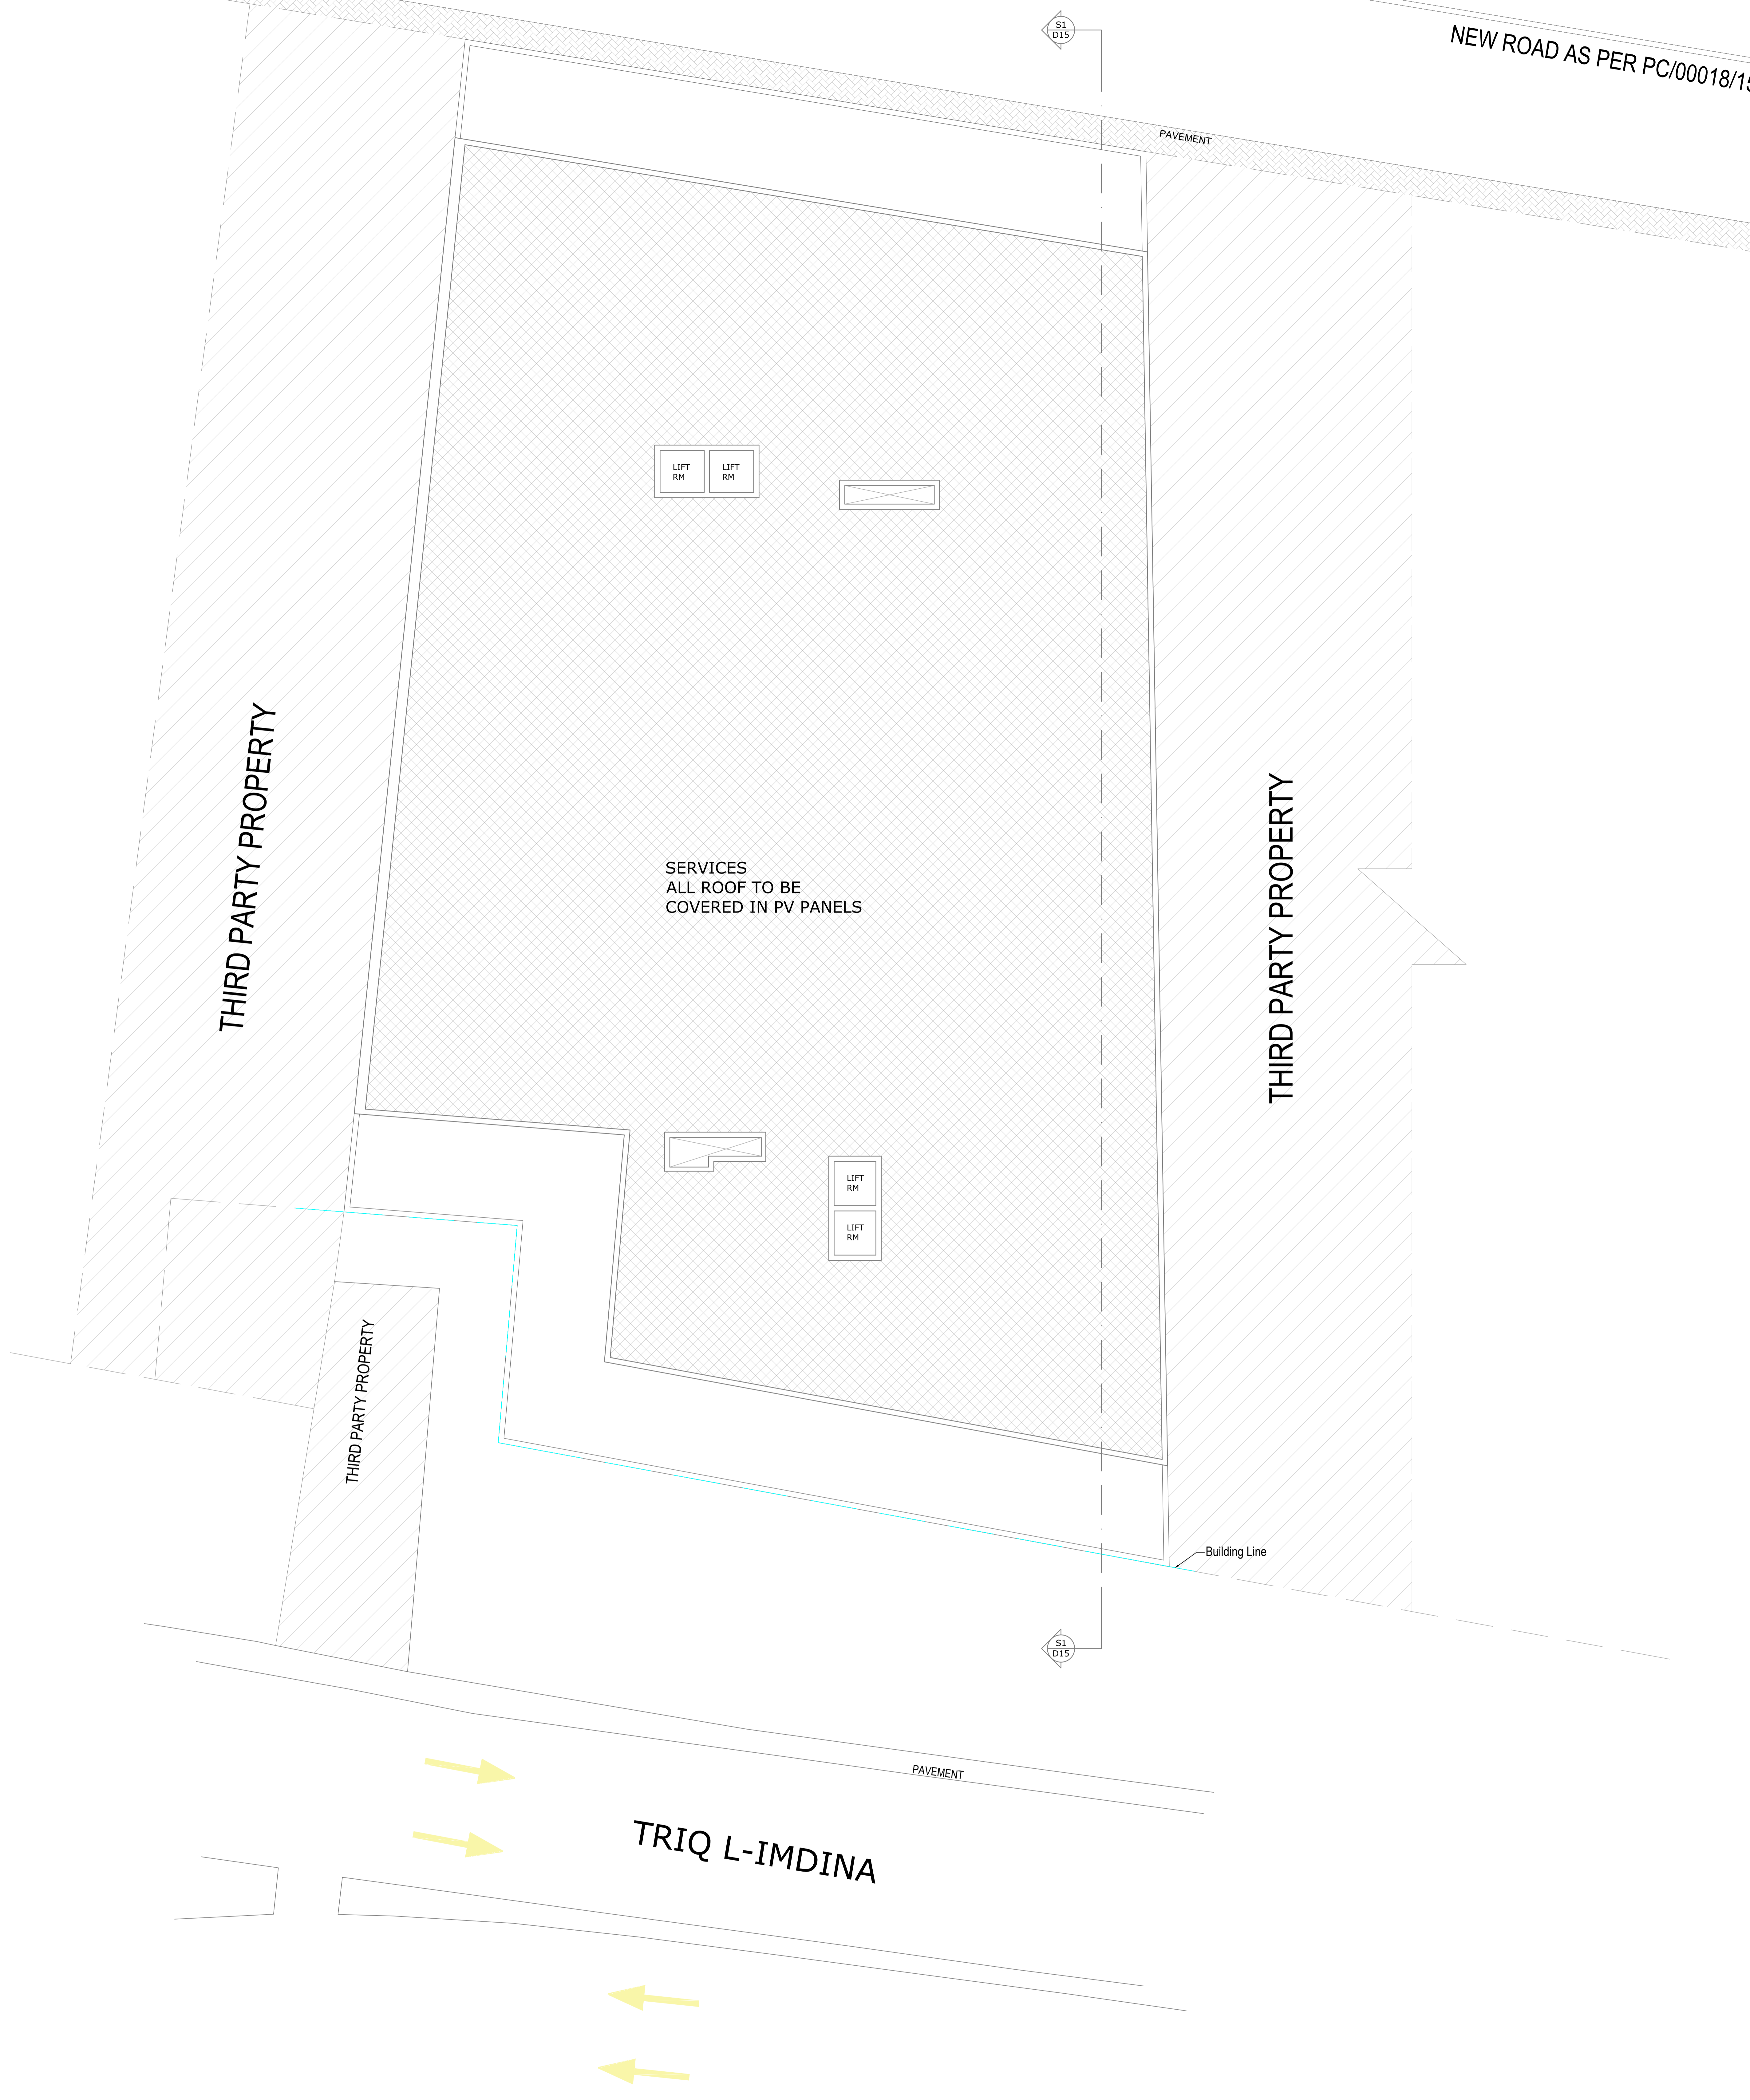 S1
D15
NEW ROAD AS PER PC/00018/15
PAVEMENT
LIFT
RM
LIFT
RM
THIRD PARTY PROPERTY
SERVICES
ALL ROOF TO BE
COVERED IN PV PANELS
THIRD PARTY PROPERTY
LIFT
RM
LIFT
RM
THIRD PARTY PROPERTY
Building Line
S1
D15
PAVEMENT
TRIQ L-IMDINA